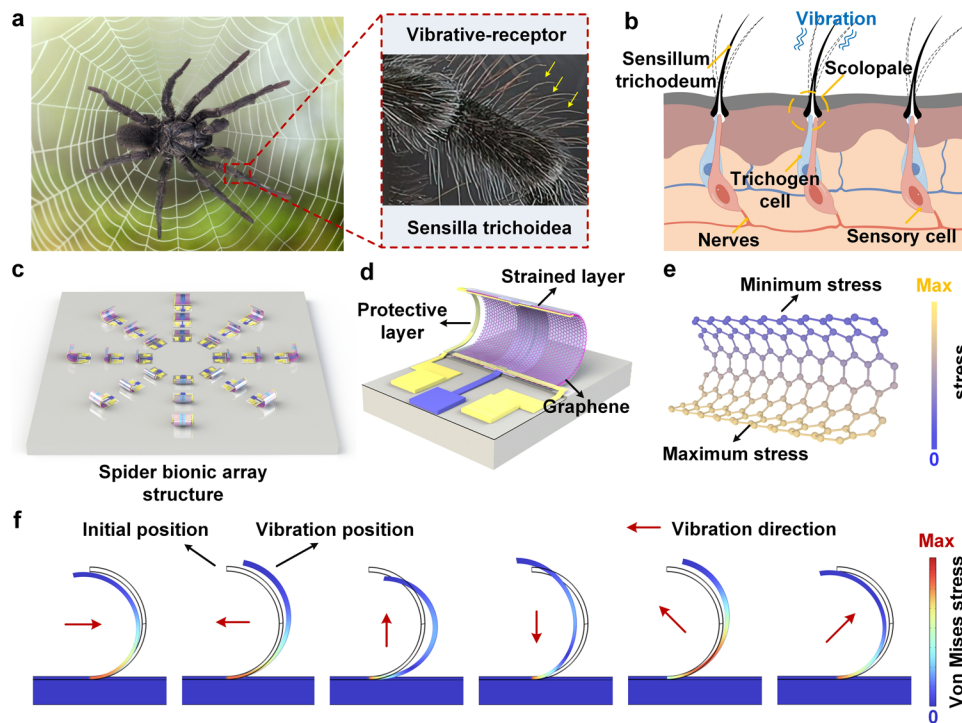 a
Vibrative-receptor
Sensilla trichoidea
b
Vibration
Sensillum
trichodeum
Scolopale
Trichogen
cell
Nerves
Sensory cell
c
Spider bionic array
structure
d
Strained layer
Protective
layer
Graphene
e
Minimum stress
Maximum stress
Max
stress
0
f
Initial position
Vibration position
Vibration direction
Max
Von Mises stress
0